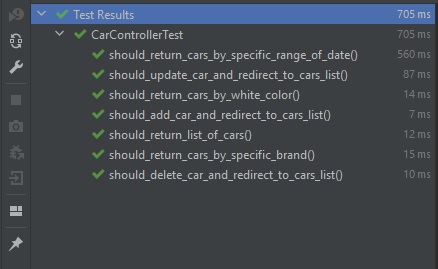 Test Results 705 ms
CarControllerTest 705 ms
should_return_cars_by_specific_range_of_date() 560 ms
should_update_car_and_redirect_to_cars_list() 87 ms
should_return_cars_by_white_color() 14 ms
should_add_car_and_redirect_to_cars_list() 7 ms
should_return_list_of_cars() 12 ms
should_return_cars_by_specific_brand() 15 ms
should_delete_car_and_redirect_to_cars_list() 10 ms